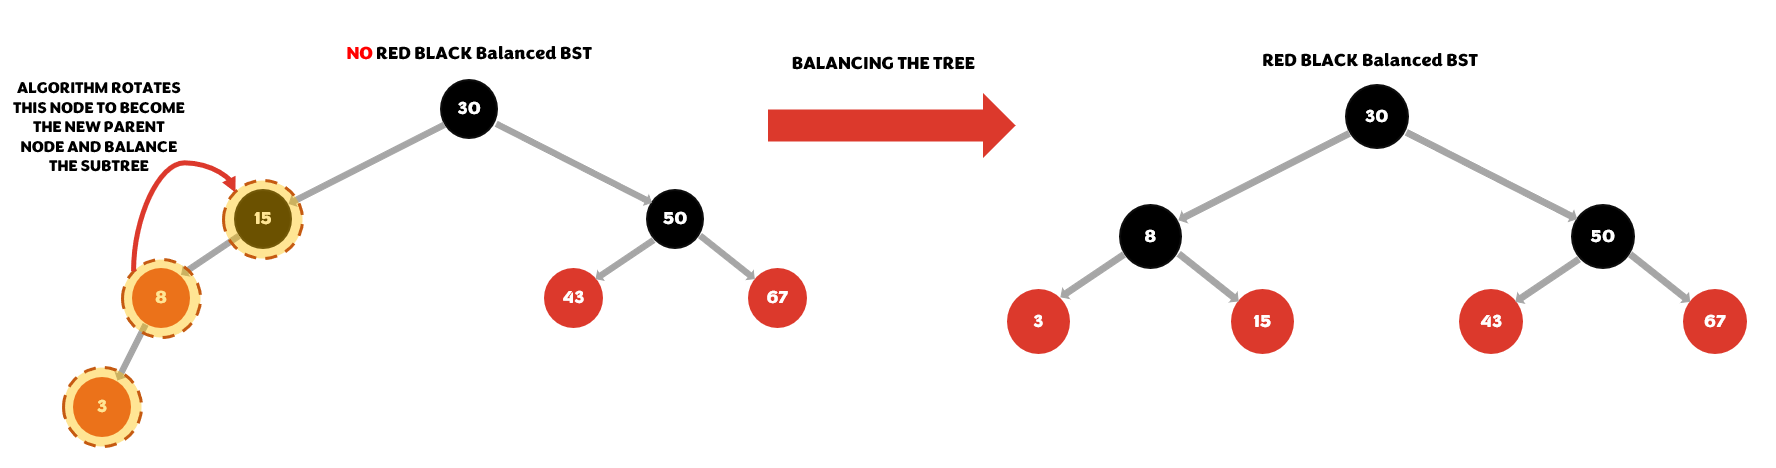 NO RED BLACK Balanced BST
ALGORITHM ROTATES
THIS NODE TO BECOME
THE NEW PARENT
NODE AND BALANCE
THE SUBTREE
30
15
50
8
43
67
3
BALANCING THE TREE
RED BLACK Balanced BST
30
8
50
3
15
43
67